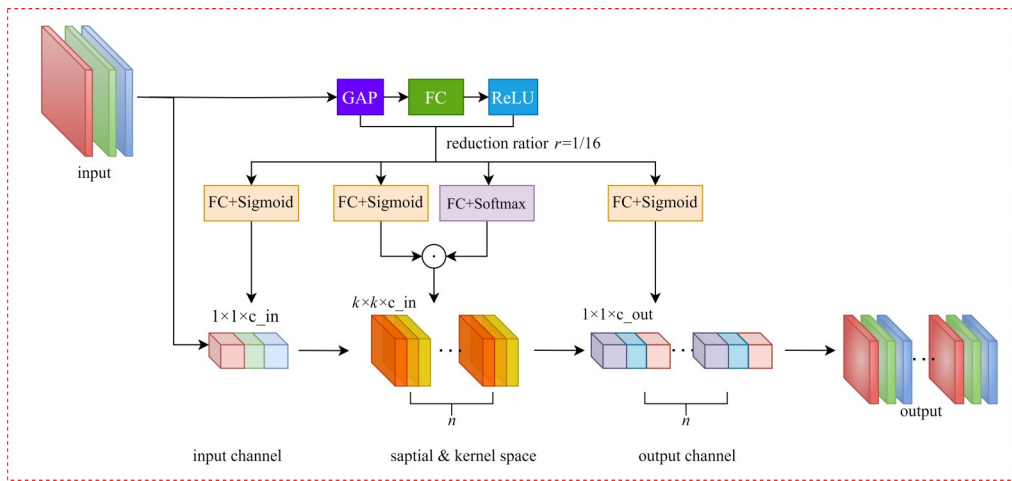 GAP
FC
ReLU
input
reduction ratior r=1/16
FC+Sigmoid
FC+Sigmoid
FC+Softmax
FC+Sigmoid
1×1×c_in
k×k×c_in
1×1×c_out
...
...
...
output
n
n
input channel
saptial & kernel space
output channel